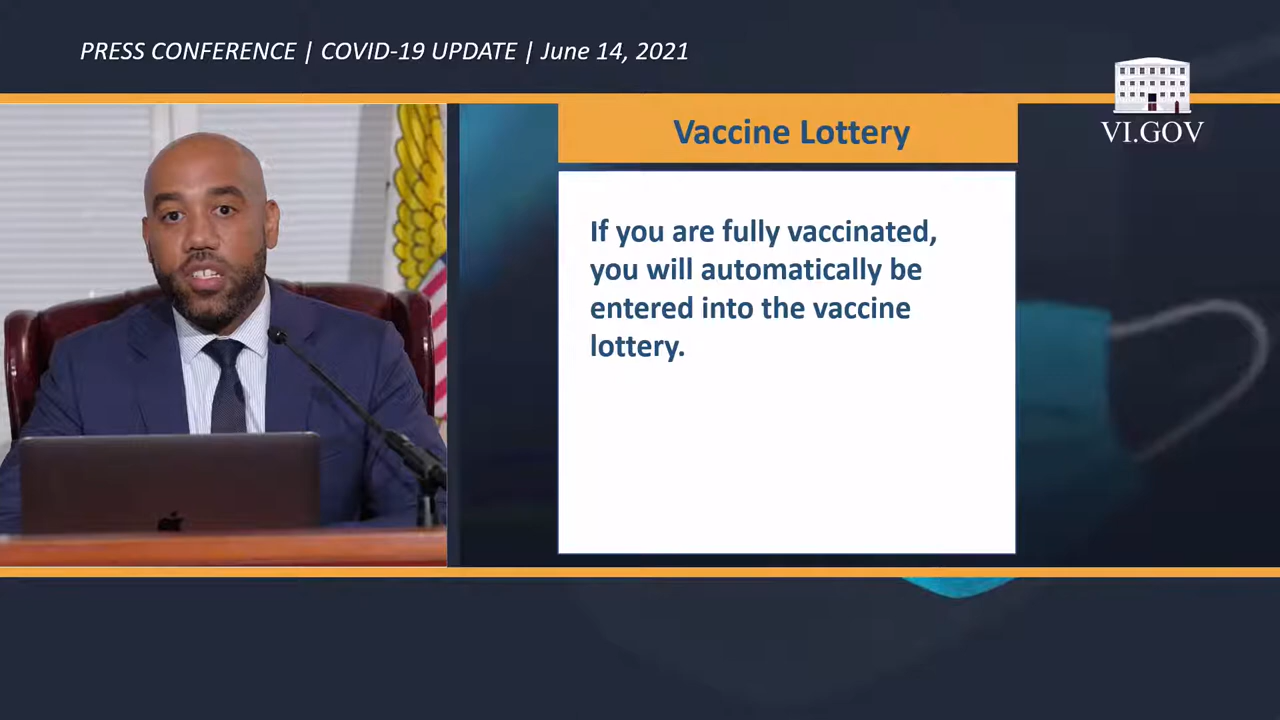 PRESS CONFERENCE | COVID-19 UPDATE | June 14, 2021
VI.GOV
Vaccine Lottery
If you are fully vaccinated,
you will automatically be
entered into the vaccine
lottery.